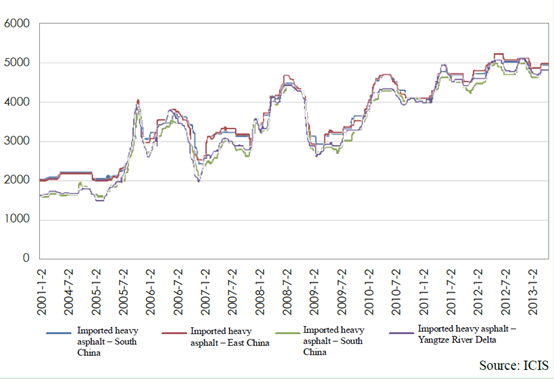 6000
5000
4000
3000
2000
1000
0
2001-1-2
2004-7-2
2005-1-2
2005-7-2
2006-1-2
2006-7-2
2007-1-2
2007-7-2
2008-1-2
2008-7-2
2009-1-2
2009-7-2
2010-1-2
2010-7-2
2011-1-2
2011-7-2
2012-1-2
2012-7-2
2013-1-2
Imported heavy
asphalt – South
China
Imported heavy
asphalt – East China
Imported heavy
asphalt – South
China
Imported heavy asphalt –
Yangtze River Delta
Source: ICIS